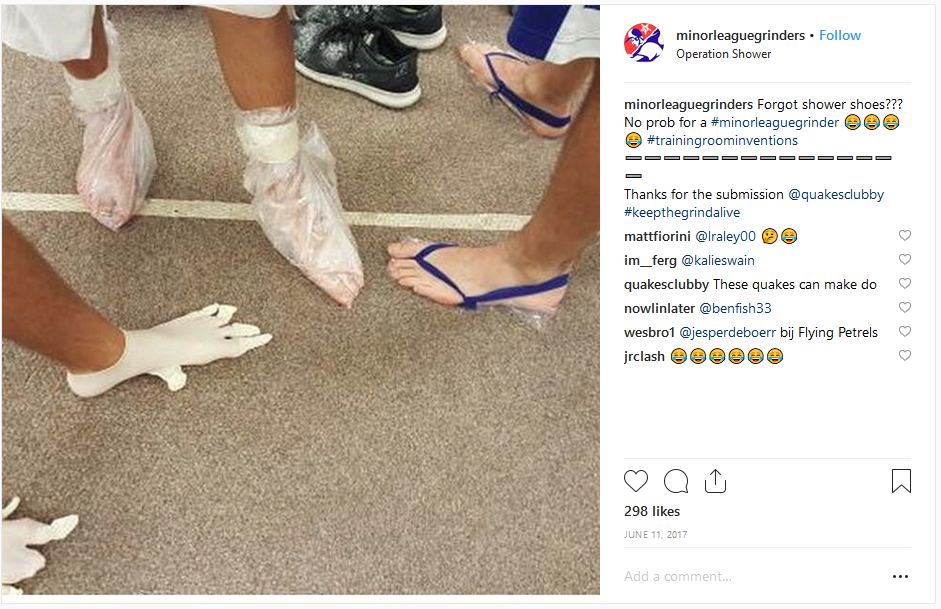 minorleaguegrinders • Follow
Operation Shower
minorleaguegrinders Forgot shower shoes???
No prob for a #minorleaguegrinder 😂😂😂
😂 #trainingroominventions
➖➖➖➖➖➖➖➖➖➖➖➖➖➖
➖
Thanks for the submission @quakesclubby
#keepthegrindalive
mattfiorini @lraley00 🤔😂
im__ferg @kalieswain
quakesclubby These quakes can make do
nowlinlater @benfish33
wesbro1 @jesperdeboerr bij Flying Petrels
jrclash 😂😂😂😂😂😂
298 likes
JUNE 11, 2017
Add a comment...